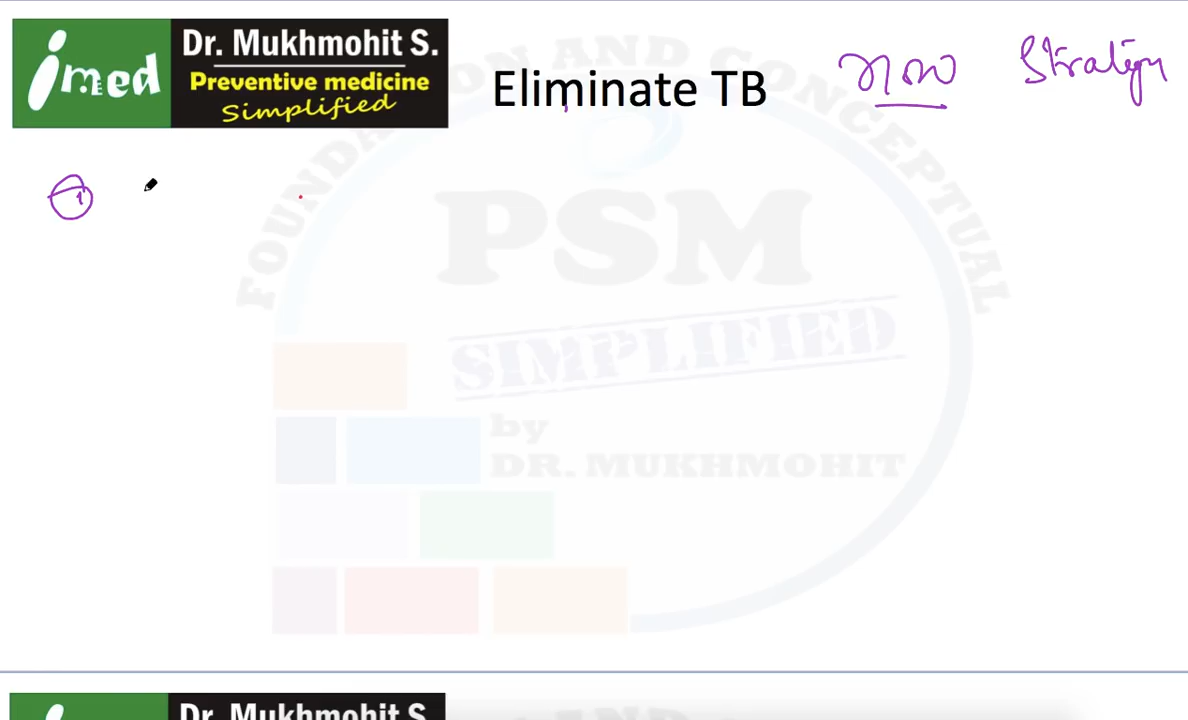 imed
Dr. Mukhmohit S.
Preventive medicine
Simplified
Eliminate TB
Strategy
1
FOUNDATION AND CONCEPTUAL
PSM
SIMPLIFIED
by
DR. MUKHMOHIT
Dr. Mukhmohit S.